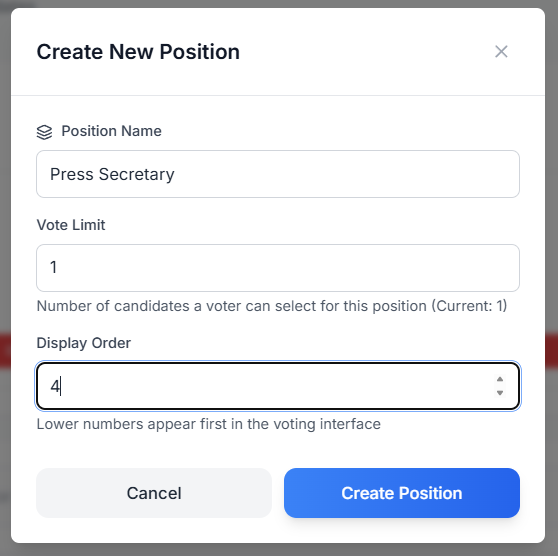 Create New Position
Position Name
Press Secretary
Vote Limit
1
Number of candidates a voter can select for this position (Current: 1)
Display Order
4
Lower numbers appear first in the voting interface
Cancel
Create Position